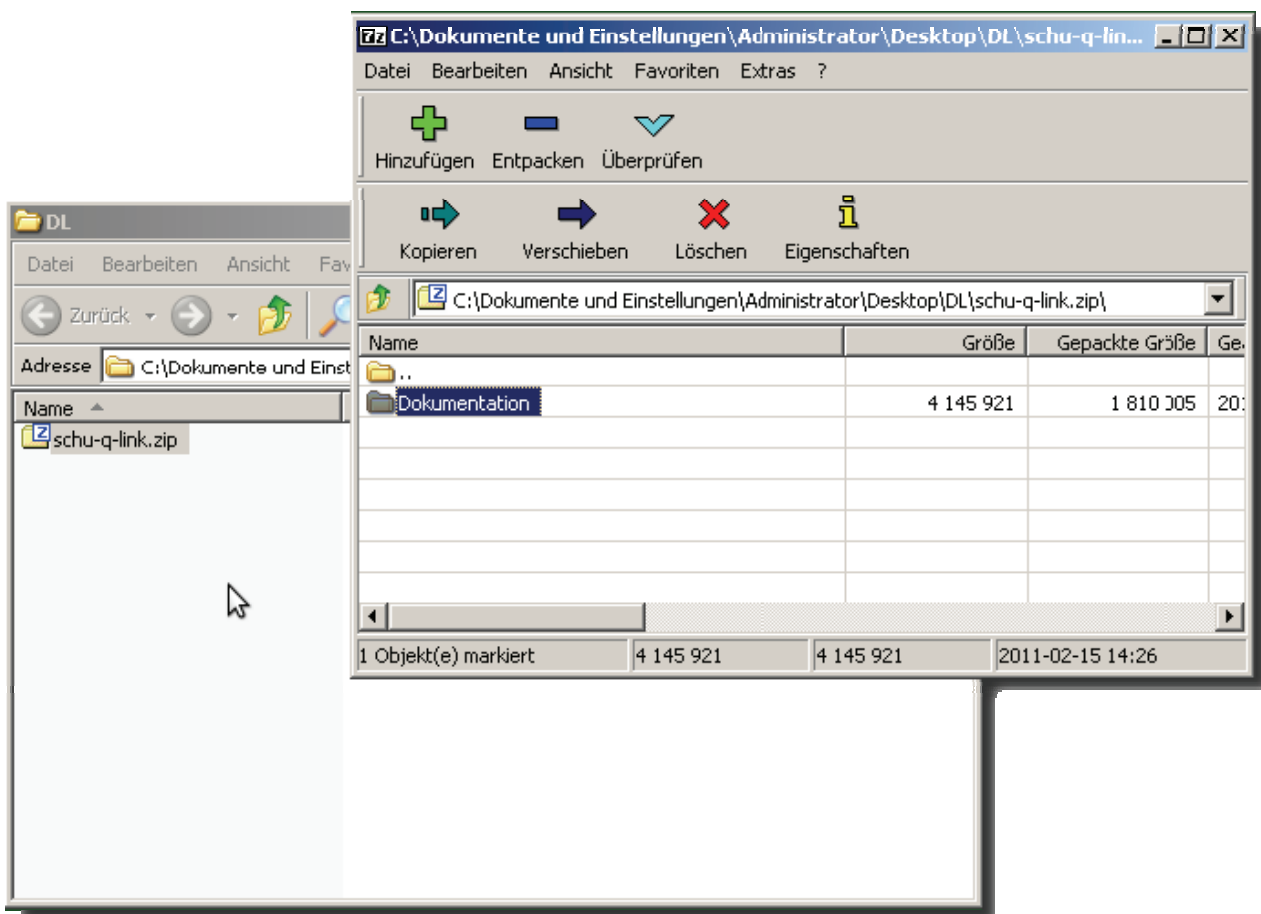 C:\Dokumente und Einstellungen\Administrator\Desktop\DL\schu-q-lin...
Datei Bearbeiten Ansicht Favoriten Extras ?
Hinzufügen Entpacken Überprüfen
Kopieren Verschieben Löschen Eigenschaften
C:\Dokumente und Einstellungen\Administrator\Desktop\DL\schu-q-link.zip\
Name Größe Gepackte Größe
..
Dokumentation 4 145 921 1 810 005
1 Objekt(e) markiert 4 145 921 4 145 921 2011-02-15 14:26
DL
Datei Bearbeiten Ansicht Fav
Zurück
Adresse C:\Dokumente und Einst
Name
schu-q-link.zip